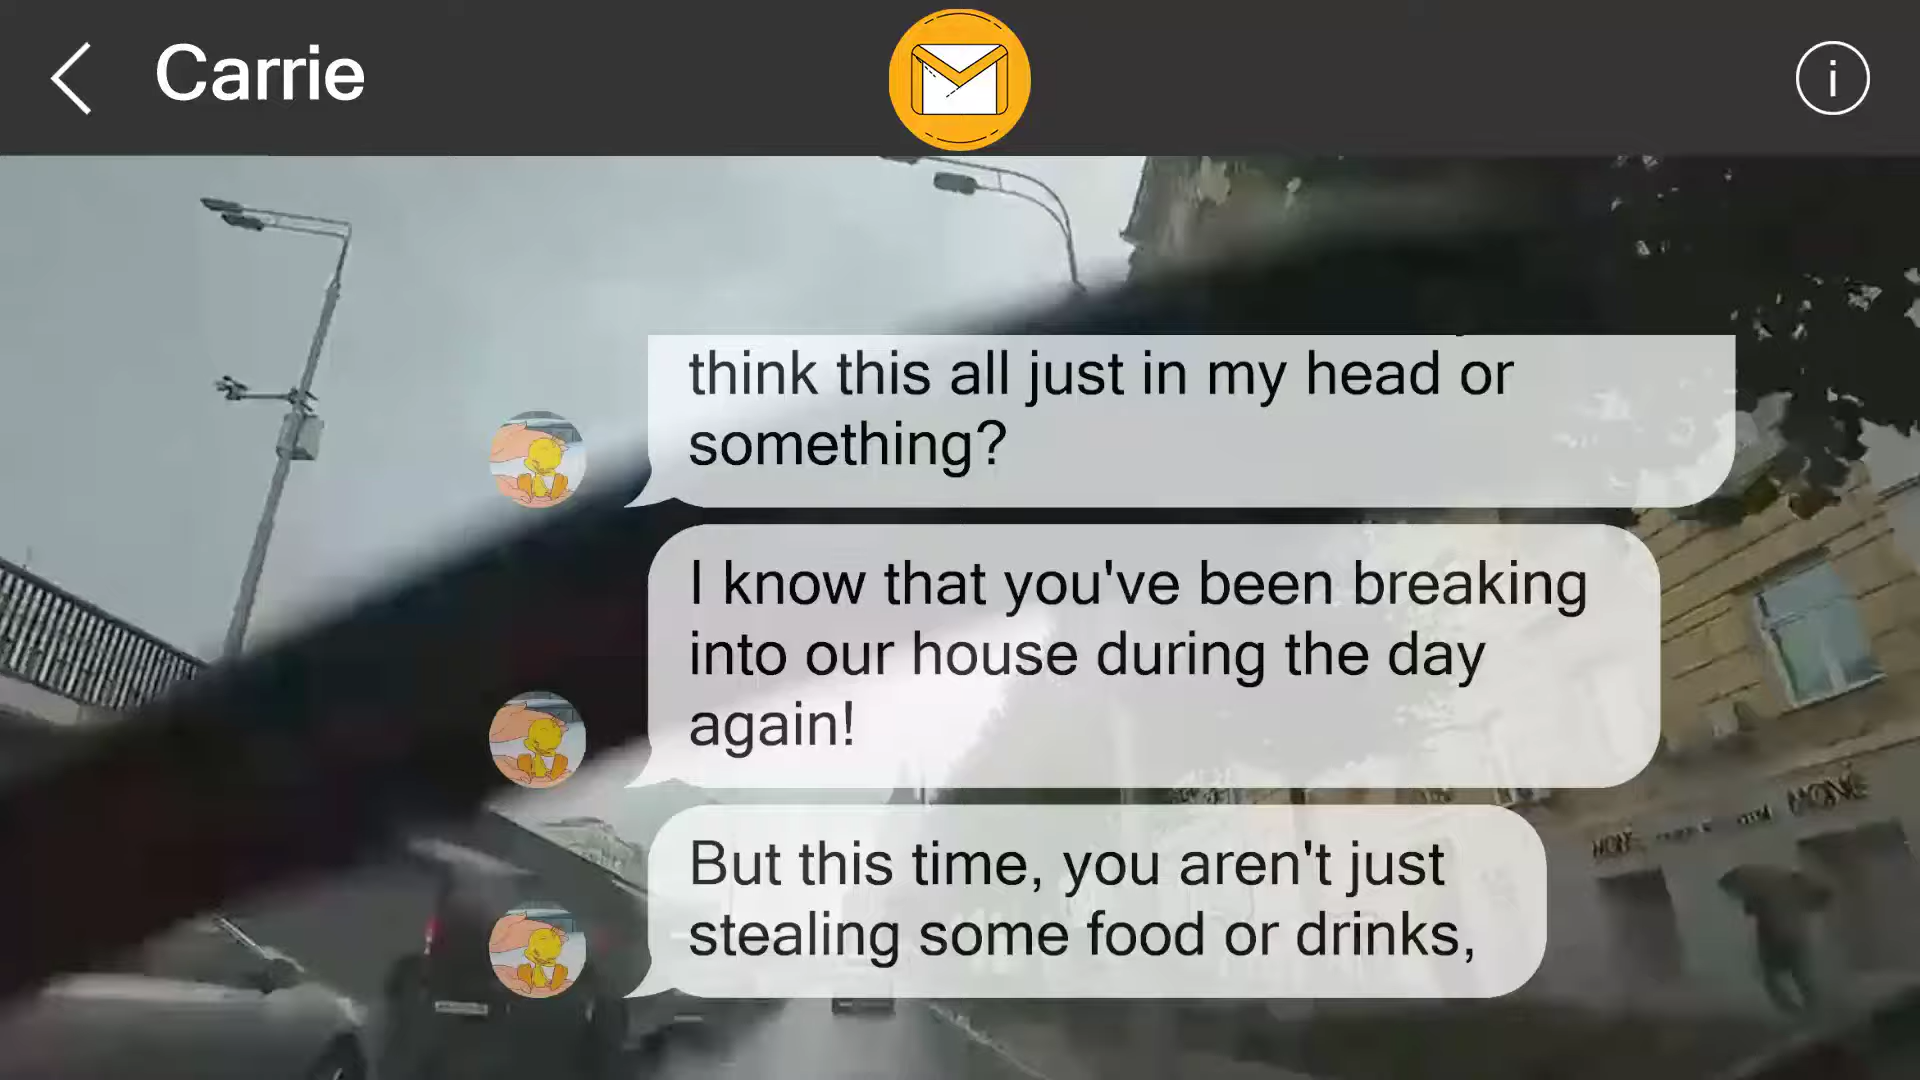 Carrie
think this all just in my head or
something?
I know that you've been breaking
into our house during the day
again!
But this time, you aren't just
stealing some food or drinks,